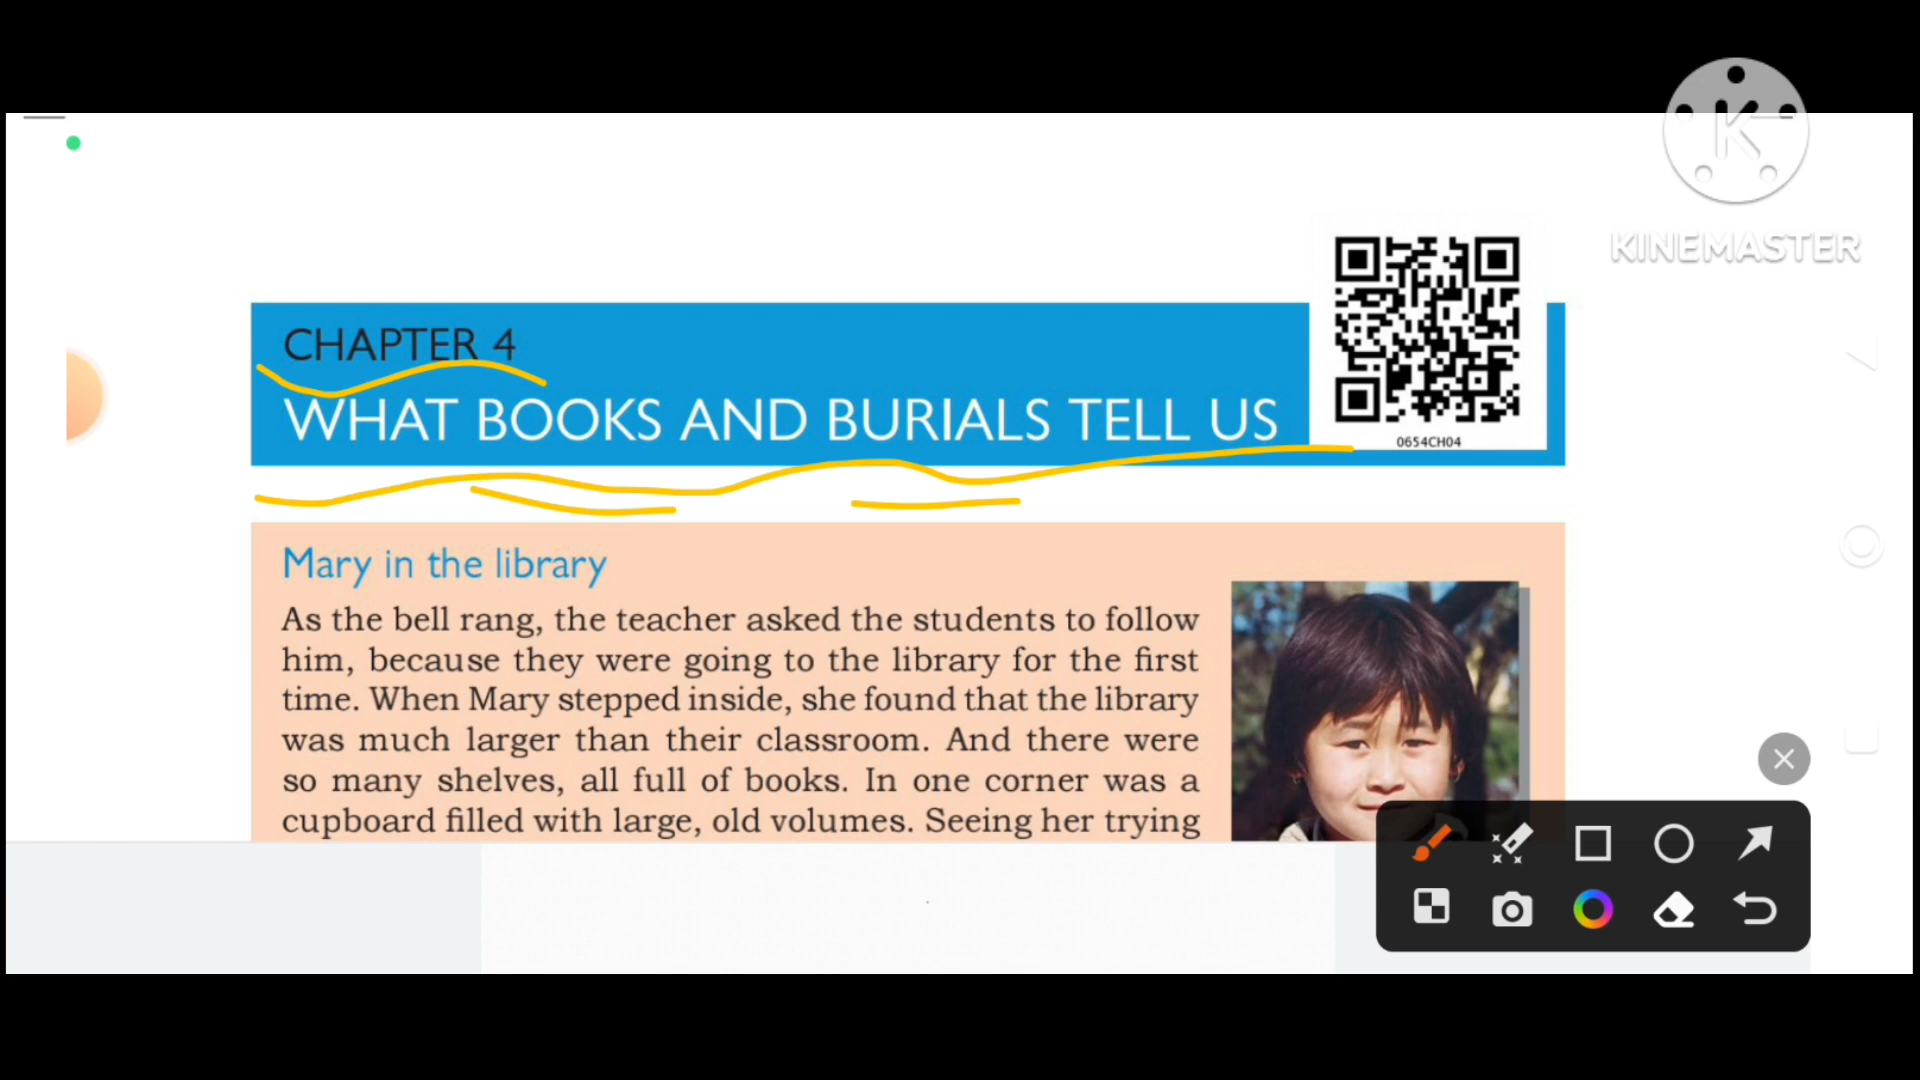 KINEMASTER
CHAPTER 4
WHAT BOOKS AND BURIALS TELL US
0654CH04
Mary in the library
As the bell rang, the teacher asked the students to follow
him, because they were going to the library for the first
time. When Mary stepped inside, she found that the library
was much larger than their classroom. And there were
so many shelves, all full of books. In one corner was a
cupboard filled with large, old volumes. Seeing her trying